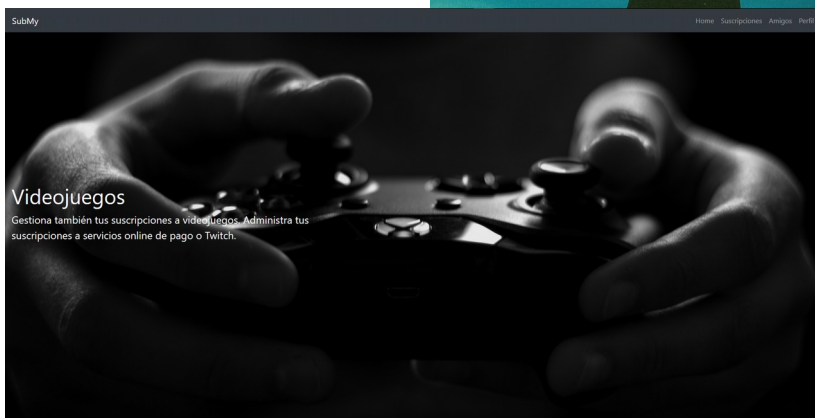 SubMy
Home Suscripciones Amigos Perfil
Videojuegos
Gestiona también tus suscripciones a videojuegos. Administra tus
suscripciones a servicios online de pago o Twitch.